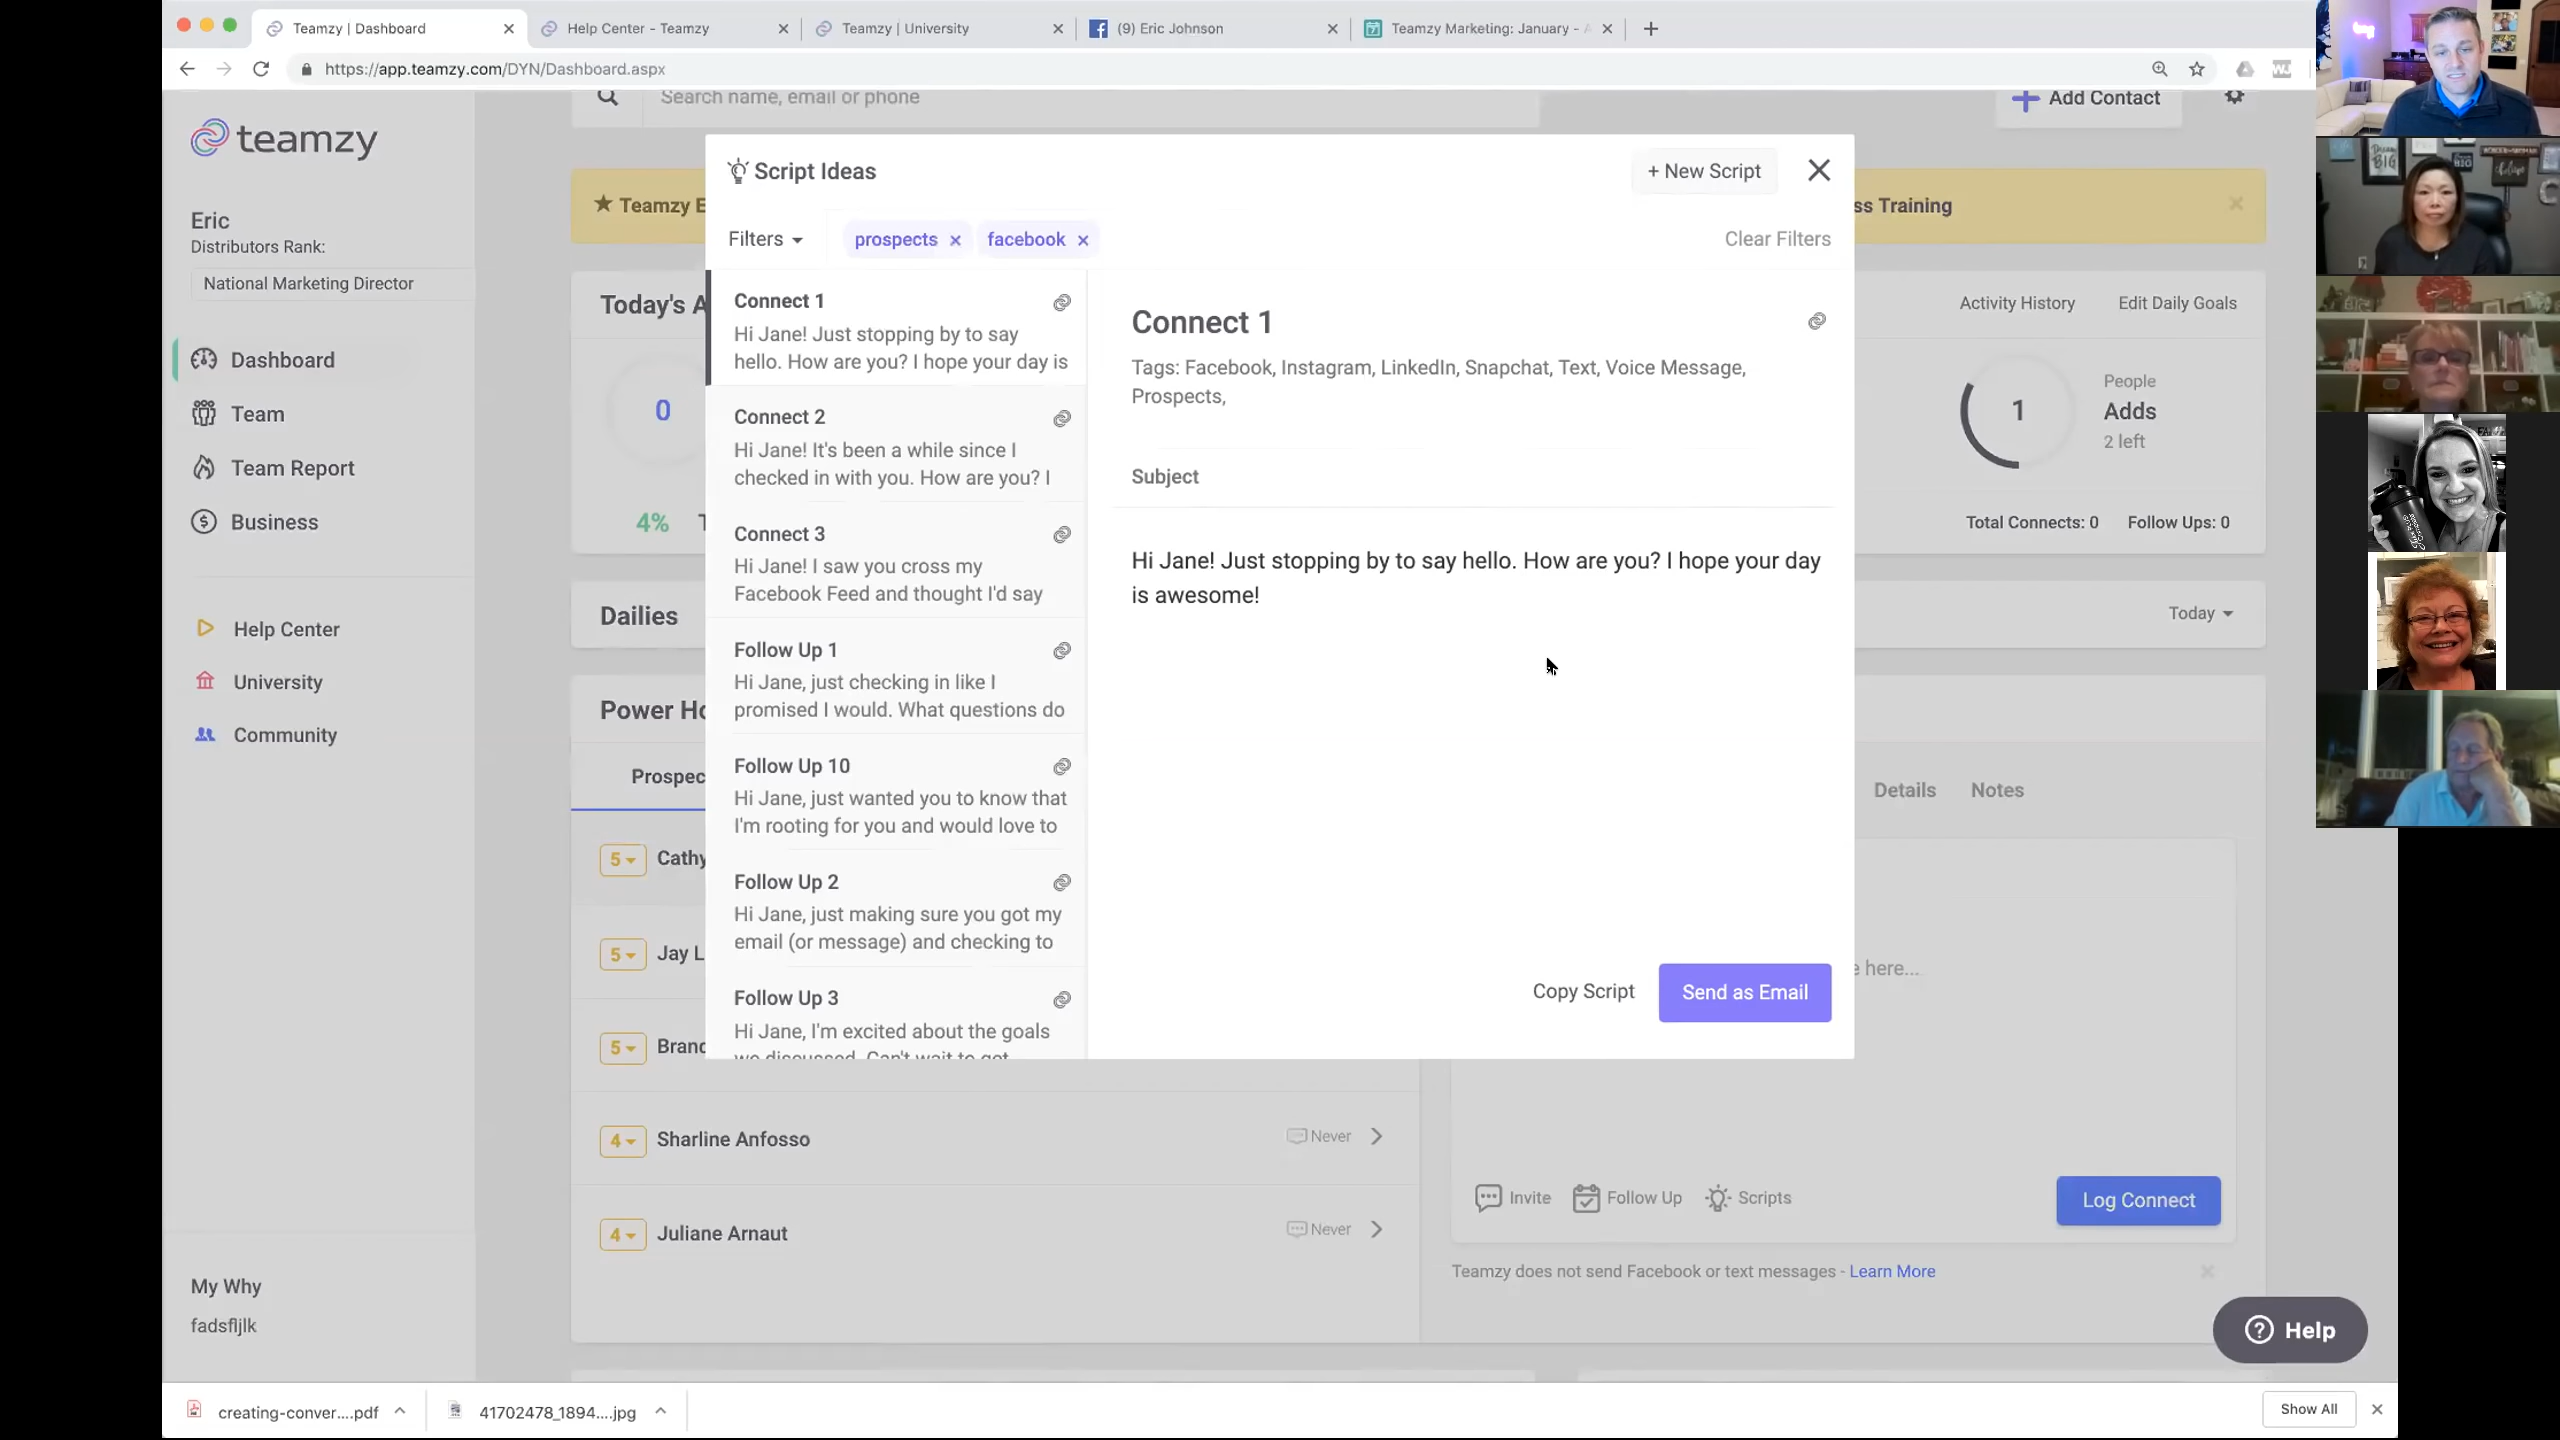 Teamzy | Dashboard
Help Center - Teamzy
Teamzy | University
(9) Eric Johnson
Teamzy Marketing: January -
https://app.teamzy.com/DYN/Dashboard.aspx
teamzy
Eric
Distributors Rank:
National Marketing Director
Dashboard
Team
Team Report
Business
Help Center
University
Community
My Why
fadsfljlk
Search name, email or phone
Add Contact
Teamzy E
ss Training
Today's A
0
4%
Activity History
Edit Daily Goals
1
People
Adds
2 left
Total Connects: 0
Follow Ups: 0
Dailies
Today
Power Ho
Prospec
Details
Notes
5
Cathy
5
Jay L
5
Brand
4
Sharline Anfosso
Never
4
Juliane Arnaut
Never
e here...
Invite
Follow Up
Scripts
Log Connect
Teamzy does not send Facebook or text messages - Learn More
Help
Script Ideas
+ New Script
Filters
prospects
facebook
Clear Filters
Connect 1
Hi Jane! Just stopping by to say
hello. How are you? I hope your day is
Connect 2
Hi Jane! It's been a while since I
checked in with you. How are you? I
Connect 3
Hi Jane! I saw you cross my
Facebook Feed and thought I'd say
Follow Up 1
Hi Jane, just checking in like I
promised I would. What questions do
Follow Up 10
Hi Jane, just wanted you to know that
I'm rooting for you and would love to
Follow Up 2
Hi Jane, just making sure you got my
email (or message) and checking to
Follow Up 3
Hi Jane, I'm excited about the goals
we discussed. Can't wait to get
Connect 1
Tags: Facebook, Instagram, LinkedIn, Snapchat, Text, Voice Message,
Prospects,
Subject
Hi Jane! Just stopping by to say hello. How are you? I hope your day
is awesome!
Copy Script
Send as Email
creating-conver....pdf
41702478_1894....jpg
Show All